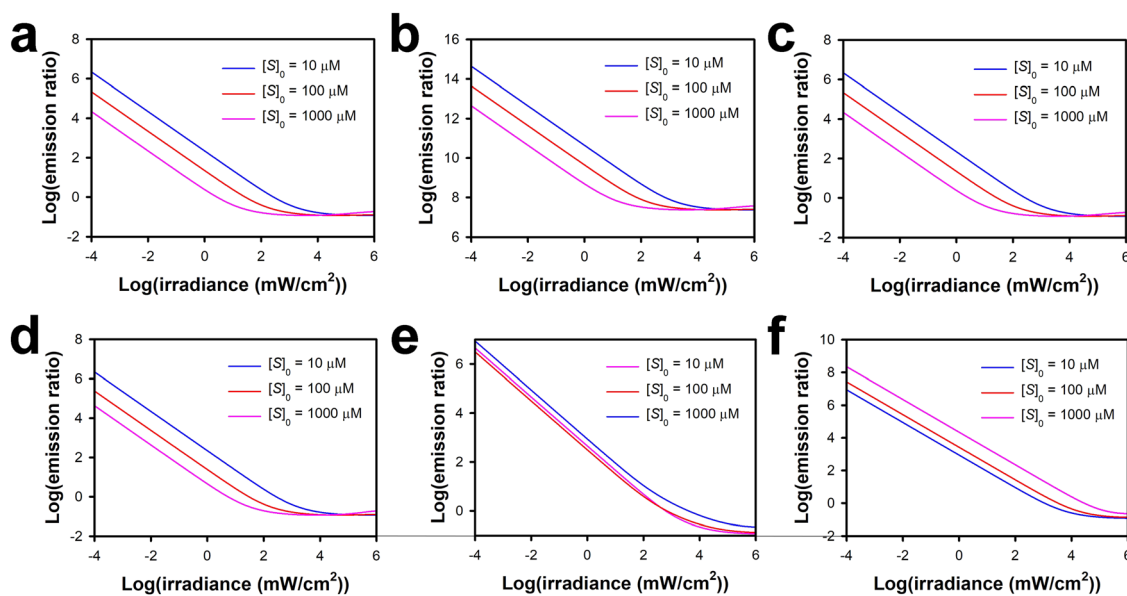 a
8
6
4
2
0
-2
-4 -2 0 2 4 6
Log(emission ratio)
Log(irradiance (mW/cm²))
[S]₀ = 10 μM
[S]₀ = 100 μM
[S]₀ = 1000 μM
b
16
14
12
10
8
6
-4 -2 0 2 4 6
Log(emission ratio)
Log(irradiance (mW/cm²))
[S]₀ = 10 μM
[S]₀ = 100 μM
[S]₀ = 1000 μM
c
8
6
4
2
0
-2
-4 -2 0 2 4 6
Log(emission ratio)
Log(irradiance (mW/cm²))
[S]₀ = 10 μM
[S]₀ = 100 μM
[S]₀ = 1000 μM
d
8
6
4
2
0
-2
-4 -2 0 2 4 6
Log(emission ratio)
Log(irradiance (mW/cm²))
[S]₀ = 10 μM
[S]₀ = 100 μM
[S]₀ = 1000 μM
e
6
4
2
0
-4 -2 0 2 4 6
Log(emission ratio)
Log(irradiance (mW/cm²))
[S]₀ = 10 μM
[S]₀ = 100 μM
[S]₀ = 1000 μM
f
10
8
6
4
2
0
-2
-4 -2 0 2 4 6
Log(emission ratio)
Log(irradiance (mW/cm²))
[S]₀ = 10 μM
[S]₀ = 100 μM
[S]₀ = 1000 μM